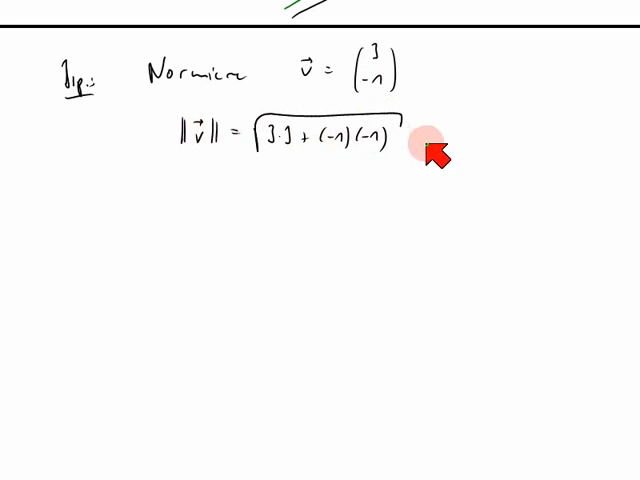 Bsp.: Normiere v⃗ = (3 -1)
‖v⃗‖ = √3·3 + (-1)(-1)